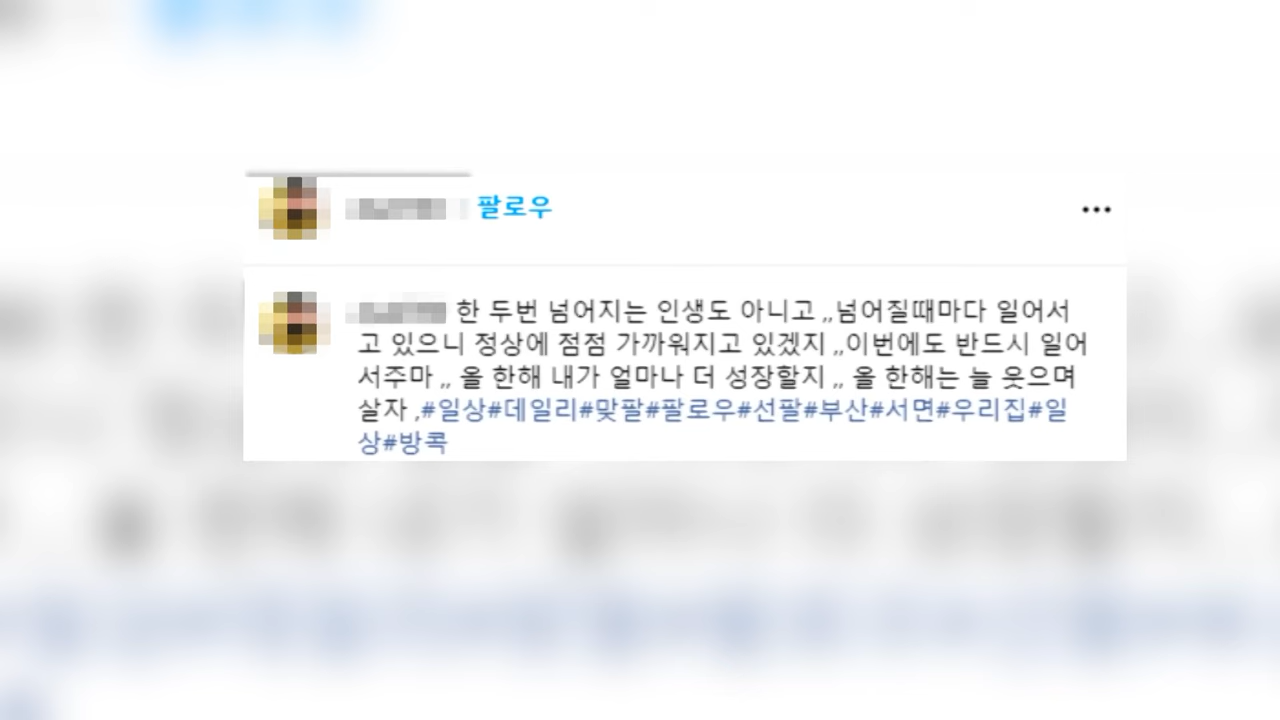 팔로우
한 두번 넘어지는 인생도 아니고 ,,넘어질때마다 일어서
고 있으니 정상에 점점 가까워지고 있겠지 ,,이번에도 반드시 일어
서주마 ,, 올 한해 내가 얼마나 더 성장할지 ,, 올 한해는 늘 웃으며
살자 ,#일상#데일리#맞팔#팔로우#선팔#부산#서면#우리집#일
상#방콕